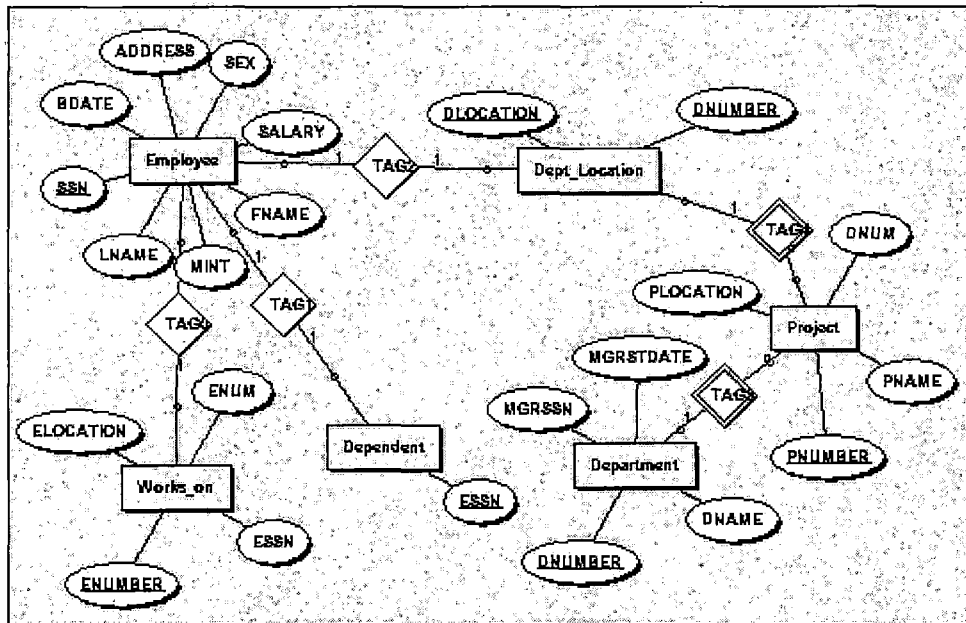 ADDRESS
SEX
BDATE
SALARY
DLOCATION
DNUMBER
Employee
1
TAG2
1
Dept_Location
SSN
FNAME
1
TAG4
DNUM
LNAME
MINT
1
PLOCATION
TAG1
Project
MGRSTDATE
1
1
TAG3
PNAME
ENUM
MGRSSN
1
ELOCATION
Dependent
Department
PNUMBER
Works_on
ESSN
DNAME
ESSN
DNUMBER
ENUMBER